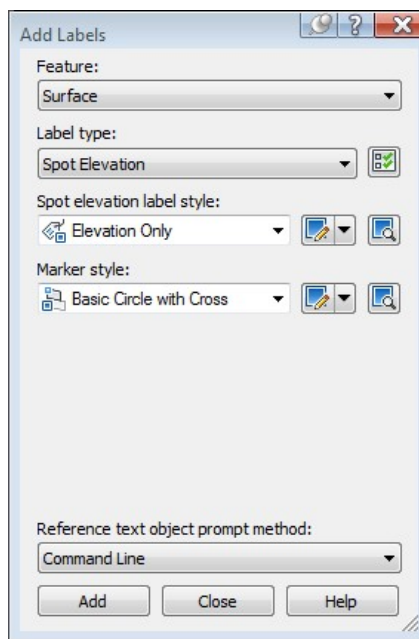 Add Labels
?
Feature:
Surface
Label type:
Spot Elevation
Spot elevation label style:
Elevation Only
Marker style:
Basic Circle with Cross
Reference text object prompt method:
Command Line
Add Close Help